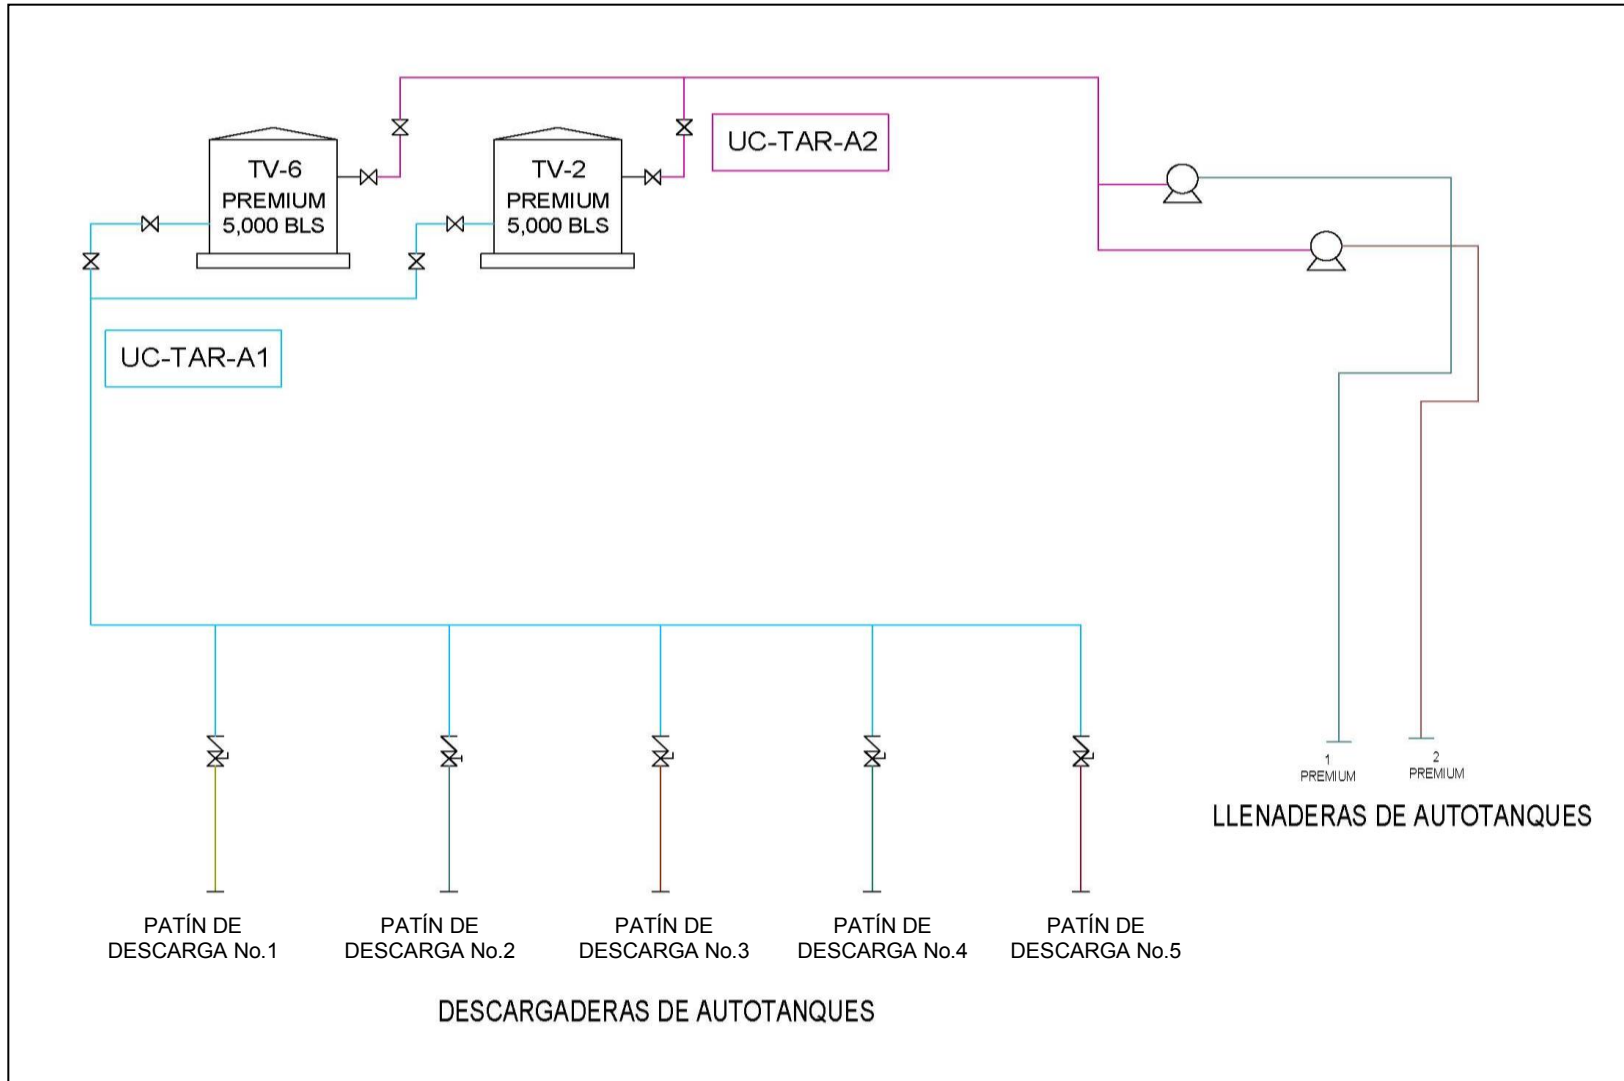 TV-6
PREMIUM
5,000 BLS
TV-2
PREMIUM
5,000 BLS
UC-TAR-A2
UC-TAR-A1
1
PREMIUM
2
PREMIUM
LLENADERAS DE AUTOTANQUES
PATÍN DE
DESCARGA No.1
PATÍN DE
DESCARGA No.2
PATÍN DE
DESCARGA No.3
PATÍN DE
DESCARGA No.4
PATÍN DE
DESCARGA No.5
DESCARGADERAS DE AUTOTANQUES